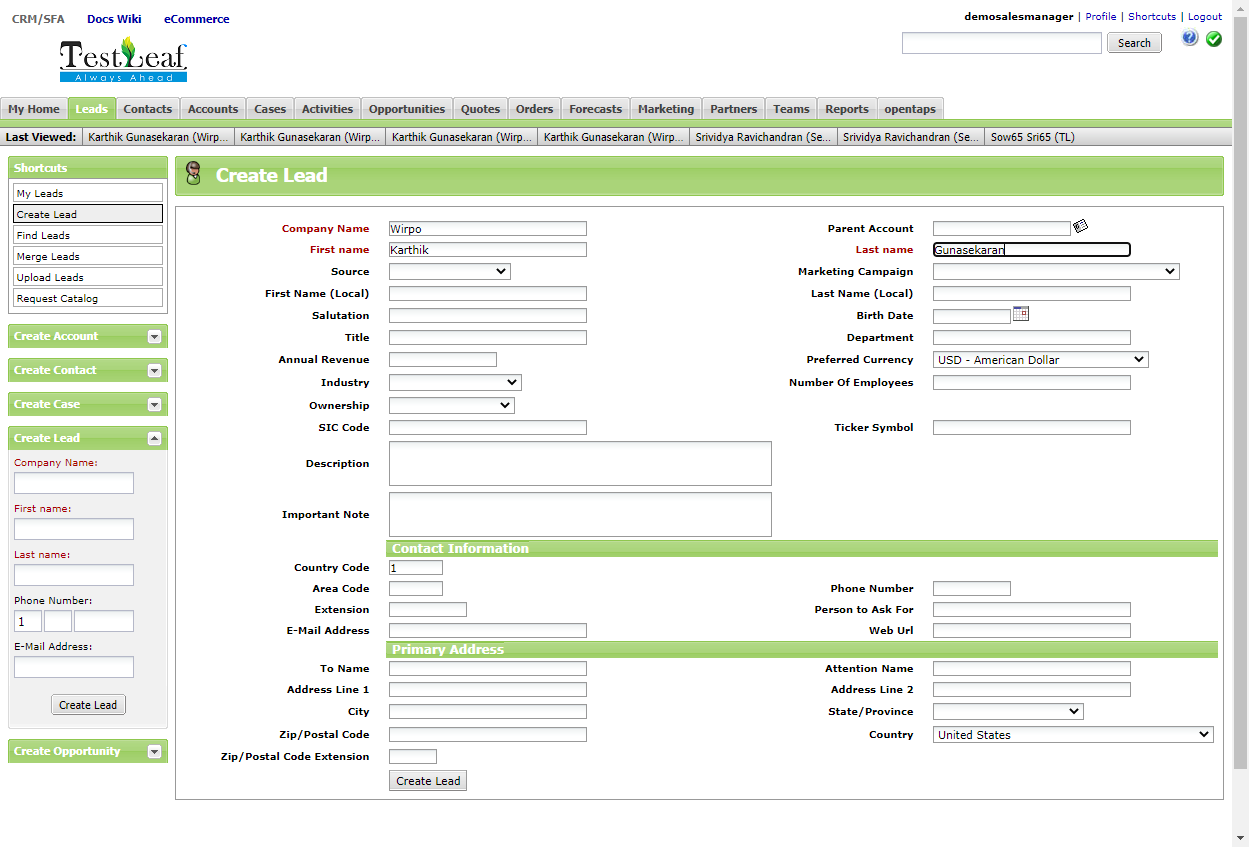 CRM/SFA Docs Wiki eCommerce
demosalesmanager | Profile | Shortcuts | Logout
TestLeaf
Always Ahead
Search
My Home Leads Contacts Accounts Cases Activities Opportunities Quotes Orders Forecasts Marketing Partners Teams Reports opentaps
Last Viewed: Karthik Gunasekaran (Wirp... Karthik Gunasekaran (Wirp... Karthik Gunasekaran (Wirp... Karthik Gunasekaran (Wirp... Srividya Ravichandran (Se... Srividya Ravichandran (Se... Sow65 Sri65 (TL)
Shortcuts
My Leads
Create Lead
Find Leads
Merge Leads
Upload Leads
Request Catalog
Create Account
Create Contact
Create Case
Create Lead
Company Name:
First name:
Last name:
Phone Number:
1
E-Mail Address:
Create Lead
Create Opportunity
Create Lead
Company Name Wirpo Parent Account
First name Karthik Last name Gunasekaran
Source Marketing Campaign
First Name (Local) Last Name (Local)
Salutation Birth Date
Title Department
Annual Revenue Preferred Currency USD - American Dollar
Industry Number Of Employees
Ownership
SIC Code Ticker Symbol
Description
Important Note
Contact Information
Country Code 1
Area Code Phone Number
Extension Person to Ask For
E-Mail Address Web Url
Primary Address
To Name Attention Name
Address Line 1 Address Line 2
City State/Province
Zip/Postal Code Country United States
Zip/Postal Code Extension
Create Lead